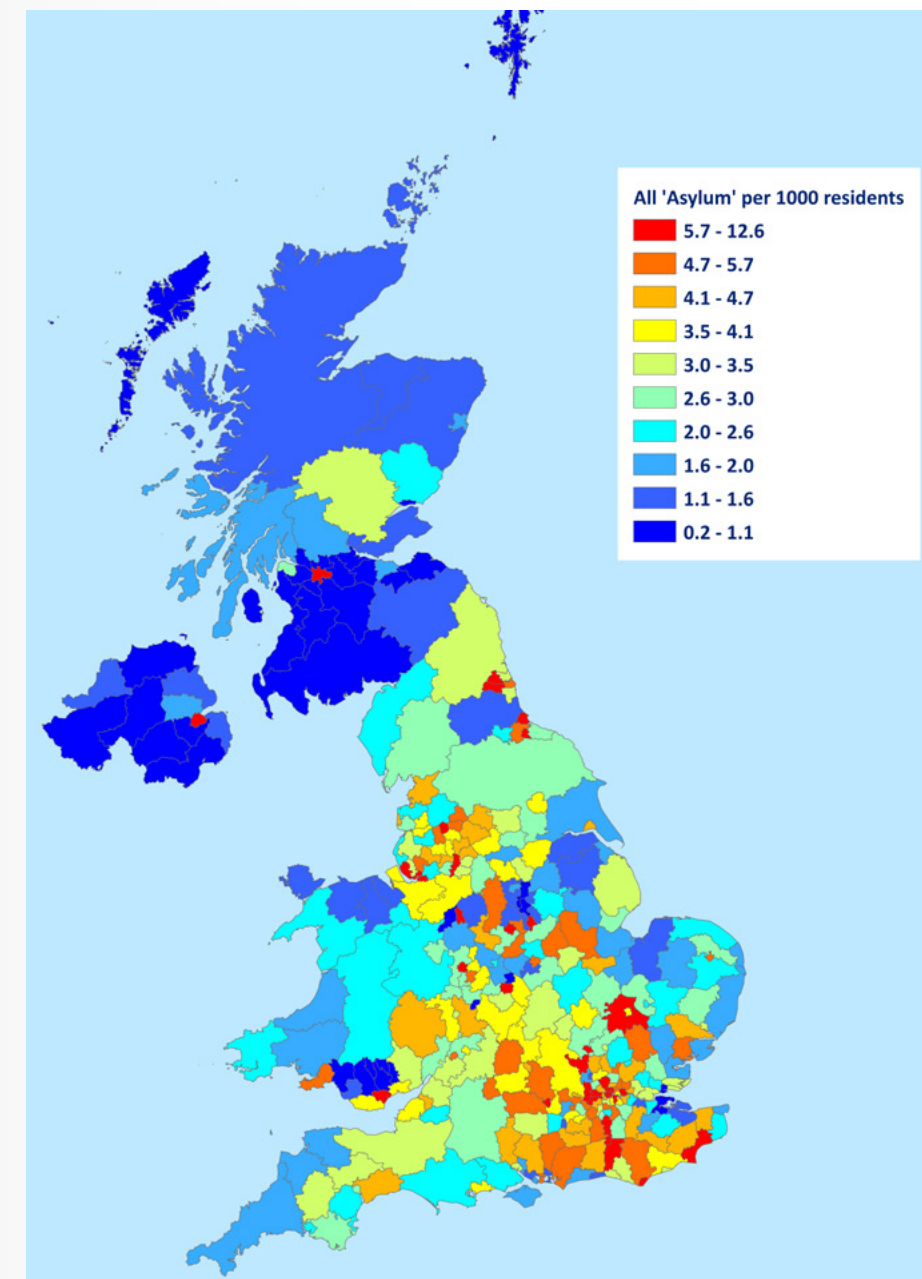 All 'Asylum' per 1000 residents
5.7 - 12.6
4.7 - 5.7
4.1 - 4.7
3.5 - 4.1
3.0 - 3.5
2.6 - 3.0
2.0 - 2.6
1.6 - 2.0
1.1 - 1.6
0.2 - 1.1